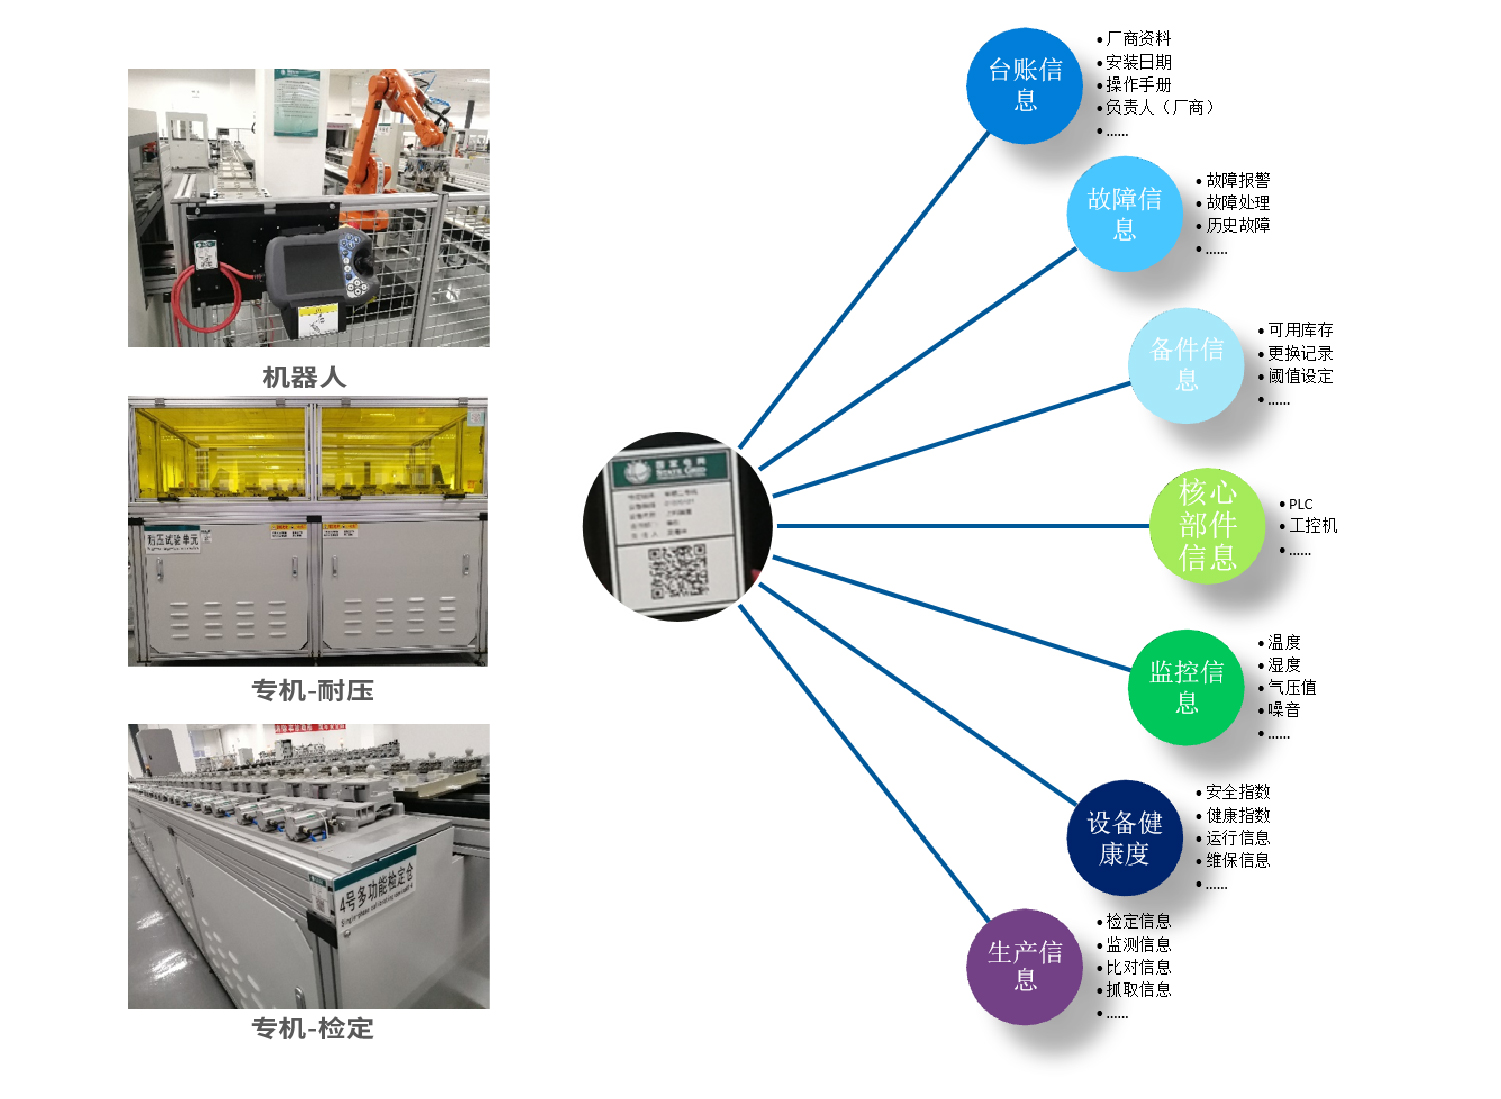 机器人
耐压试验单元
专机-耐压
4号多功能检定仓
专机-检定
国家电网
STATE GRID
台账信
息
• 厂商资料
• 安装日期
• 操作手册
• 负责人（厂商）
• ......
故障信
息
• 故障报警
• 故障处理
• 历史故障
• ......
备件信
息
• 可用库存
• 更换记录
• 阈值设定
• ......
核心
部件
信息
• PLC
• 工控机
• ......
监控信
息
• 温度
• 湿度
• 气压值
• 噪音
• ......
设备健
康度
• 安全指数
• 健康指数
• 运行信息
• 维保信息
• ......
生产信
息
• 检定信息
• 监测信息
• 比对信息
• 抓取信息
• ......